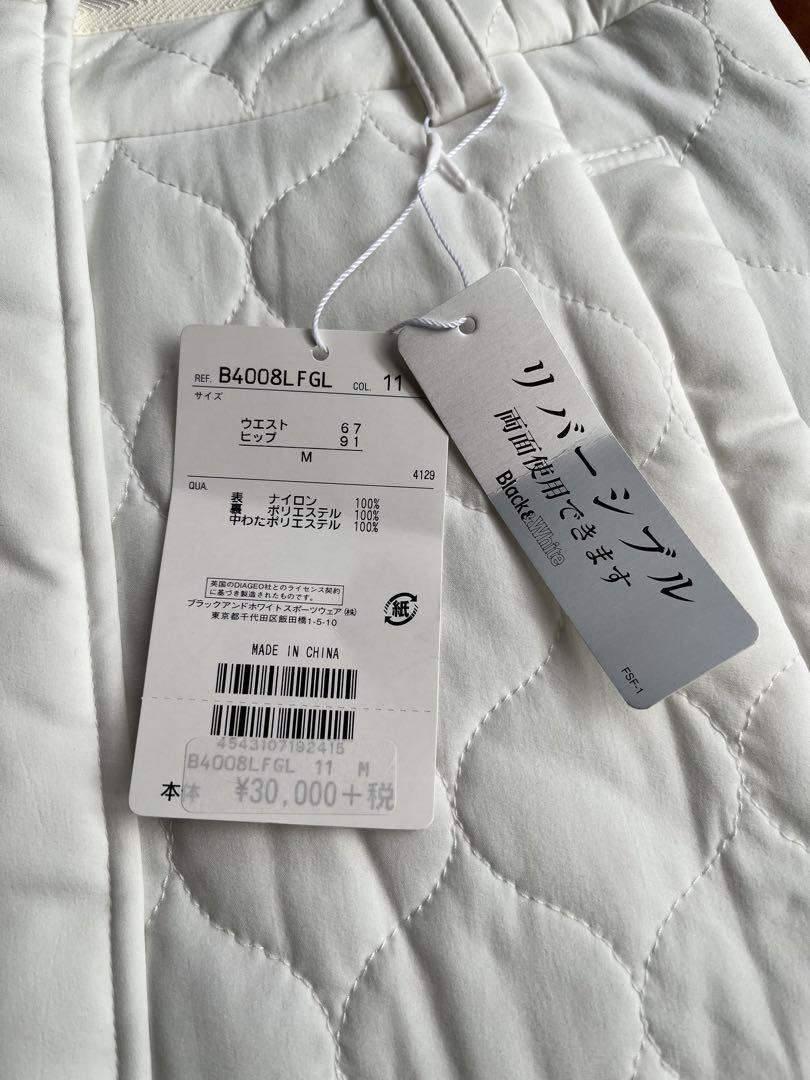 REF. B4008LFGL COL. 11
サイズ
ウエスト 67
ヒップ 91
M
4129
QUA.
表 ナイロン 100%
裏 ポリエステル 100%
中わたポリエステル 100%
英国のDIAGEO社とのライセンス契約
に基づき製造されたものです。
ブラックアンドホワイトスポーツウェア(株)
東京都千代田区飯田橋1-5-10
紙
MADE IN CHINA
4543107192415
B4008LFGL 11 M
本体 ¥30,000+税
リバーシブル
両面使用できます
Black&White
FSF-1